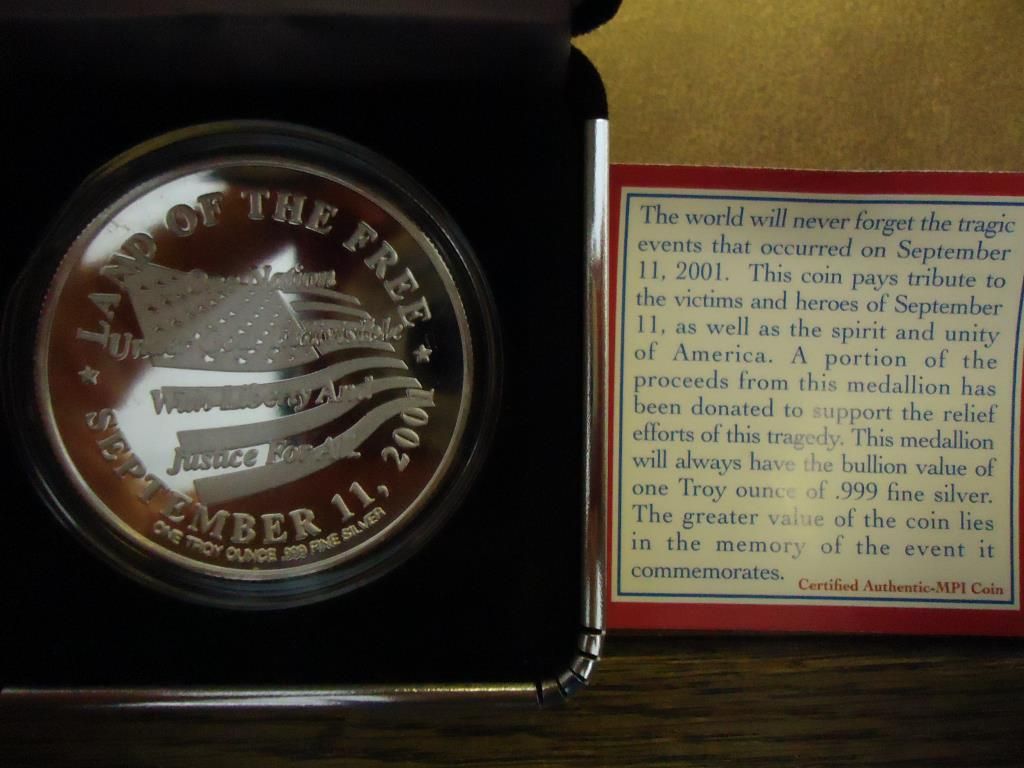 LAND OF THE FREE
One Nation
Indivisible
With Liberty And
Justice For All
SEPTEMBER 11, 2001
ONE TROY OUNCE .999 FINE SILVER
The world will never forget the tragic
events that occurred on September
11, 2001. This coin pays tribute to
the victims and heroes of September
11, as well as the spirit and unity
of America. A portion of the
proceeds from this medallion has
been donated to support the relief
efforts of this tragedy. This medallion
will always have the bullion value of
one Troy ounce of .999 fine silver.
The greater value of the coin lies
in the memory of the event it
commemorates.
Certified Authentic-MPI Coin